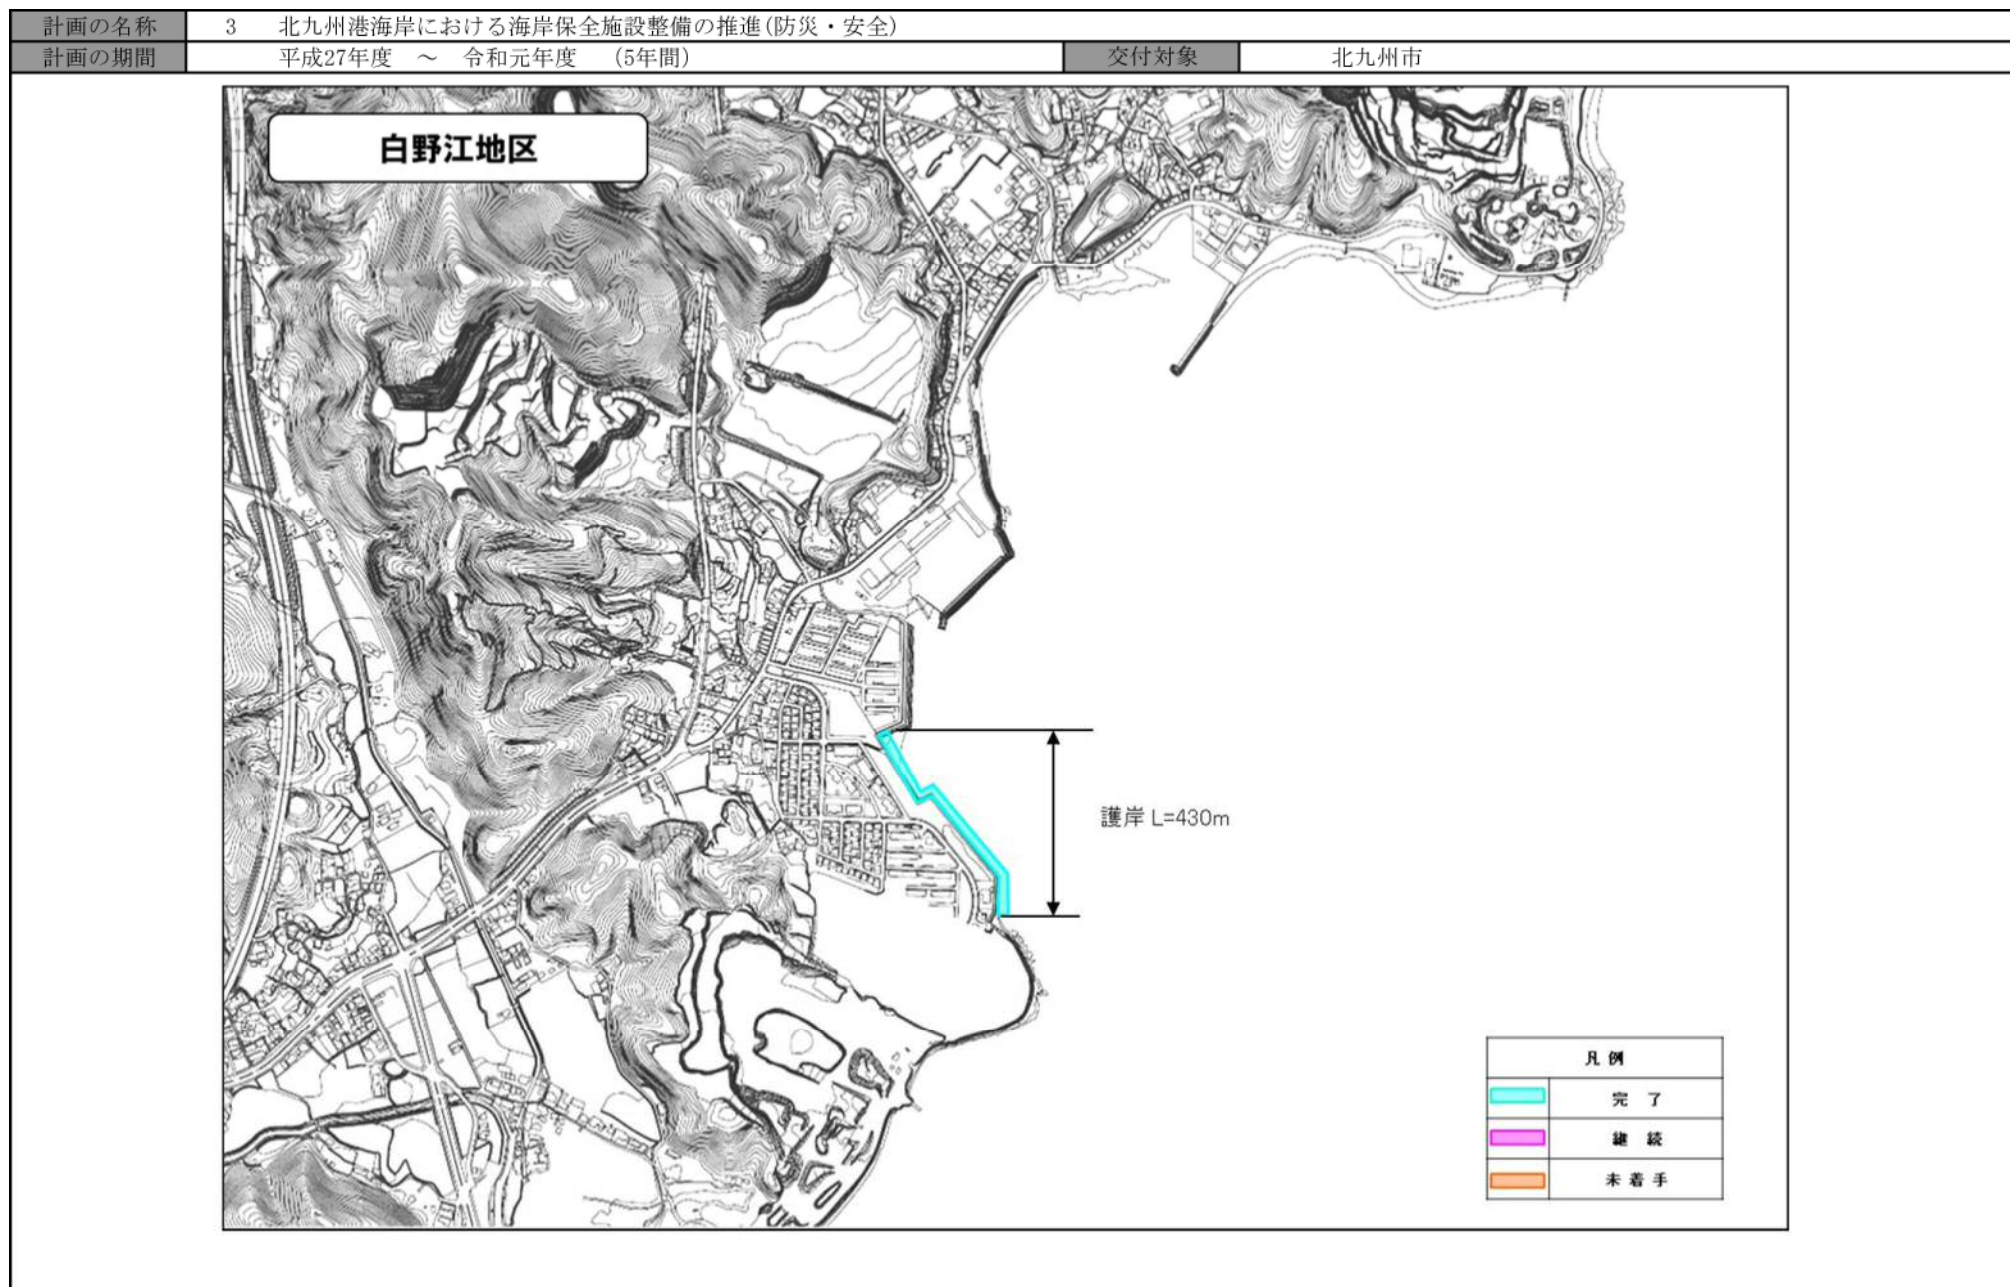 計画の名称 3 北九州港海岸における海岸保全施設整備の推進(防災・安全)
計画の期間 平成27年度 ～ 令和元年度 (5年間) 交付対象 北九州市
白野江地区
護岸 L=430m
凡例
完了
継続
未着手